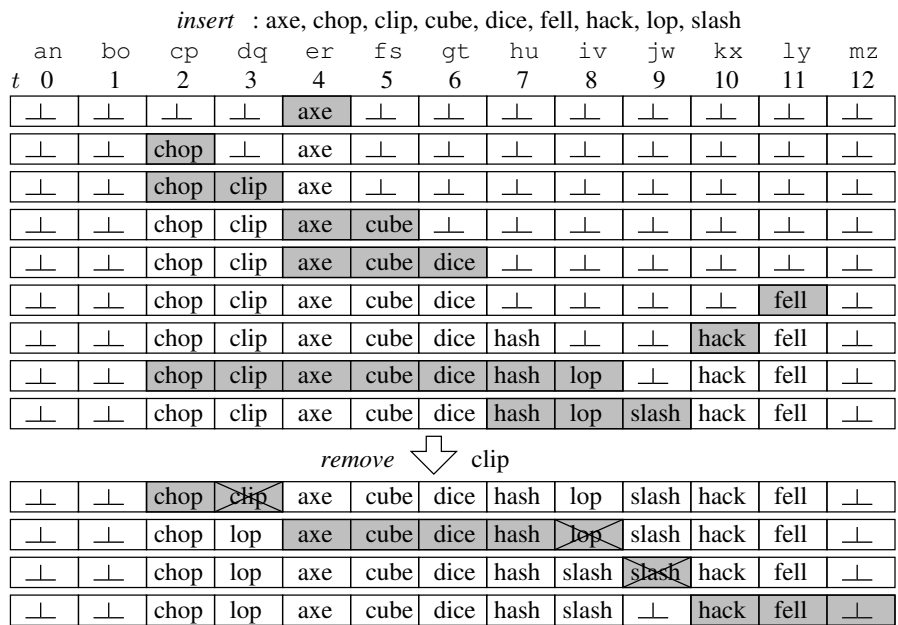 insert : axe, chop, clip, cube, dice, fell, hack, lop, slash
an bo cp dq er fs gt hu iv jw kx ly mz
t 0 1 2 3 4 5 6 7 8 9 10 11 12
⊥ ⊥ ⊥ ⊥ axe ⊥ ⊥ ⊥ ⊥ ⊥ ⊥ ⊥ ⊥
⊥ ⊥ chop ⊥ axe ⊥ ⊥ ⊥ ⊥ ⊥ ⊥ ⊥ ⊥
⊥ ⊥ chop clip axe ⊥ ⊥ ⊥ ⊥ ⊥ ⊥ ⊥ ⊥
⊥ ⊥ chop clip axe cube ⊥ ⊥ ⊥ ⊥ ⊥ ⊥ ⊥
⊥ ⊥ chop clip axe cube dice ⊥ ⊥ ⊥ ⊥ ⊥ ⊥
⊥ ⊥ chop clip axe cube dice ⊥ ⊥ ⊥ ⊥ fell ⊥
⊥ ⊥ chop clip axe cube dice hash ⊥ ⊥ hack fell ⊥
⊥ ⊥ chop clip axe cube dice hash lop ⊥ hack fell ⊥
⊥ ⊥ chop clip axe cube dice hash lop slash hack fell ⊥
remove clip
⊥ ⊥ chop clip axe cube dice hash lop slash hack fell ⊥
⊥ ⊥ chop lop axe cube dice hash lop slash hack fell ⊥
⊥ ⊥ chop lop axe cube dice hash slash slash hack fell ⊥
⊥ ⊥ chop lop axe cube dice hash slash ⊥ hack fell ⊥